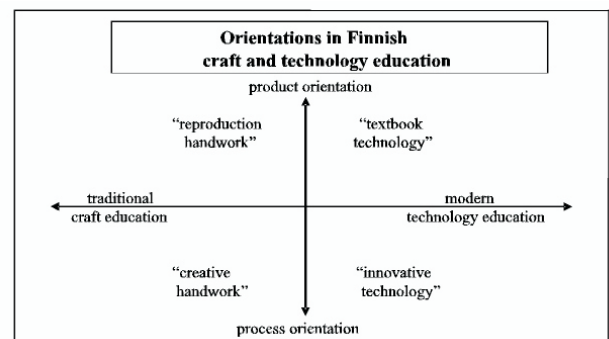 Orientations in Finnish
craft and technology education
product orientation
“reproduction
handwork”
“textbook
technology”
traditional
craft education
modern
technology education
“creative
handwork”
“innovative
technology”
process orientation